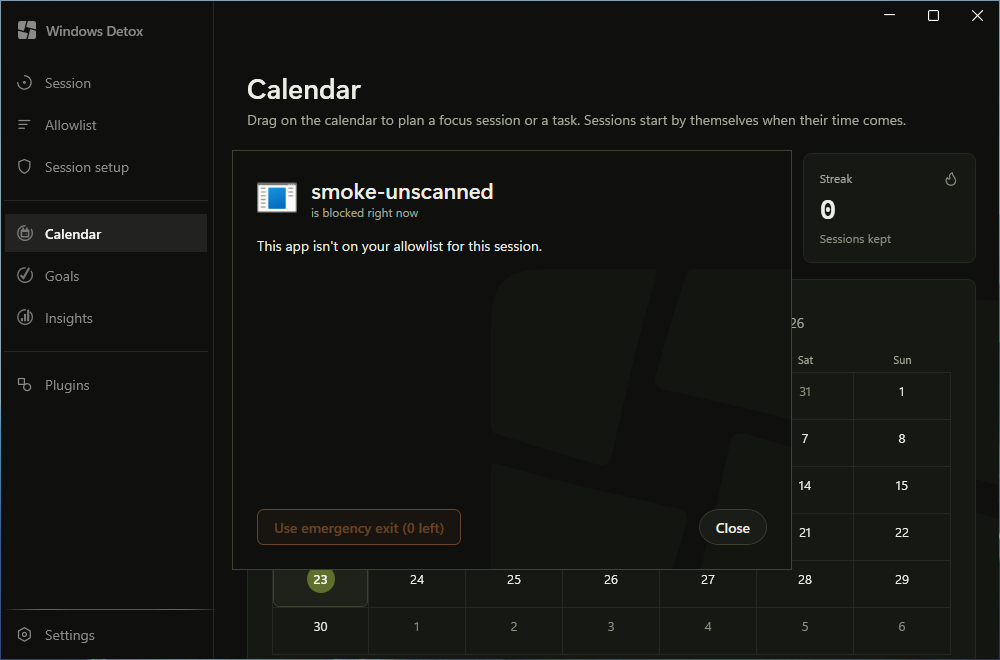 Windows Detox
Session
Allowlist
Session setup
Calendar
Goals
Insights
Plugins
Settings
Calendar
Drag on the calendar to plan a focus session or a task. Sessions start by themselves when their time comes.
smoke-unscanned
is blocked right now
This app isn't on your allowlist for this session.
Use emergency exit (0 left)
Close
Streak
0
Sessions kept
26
Sat Sun
31 1
7 8
14 15
21 22
23 24 25 26 27 28 29
30 1 2 3 4 5 6